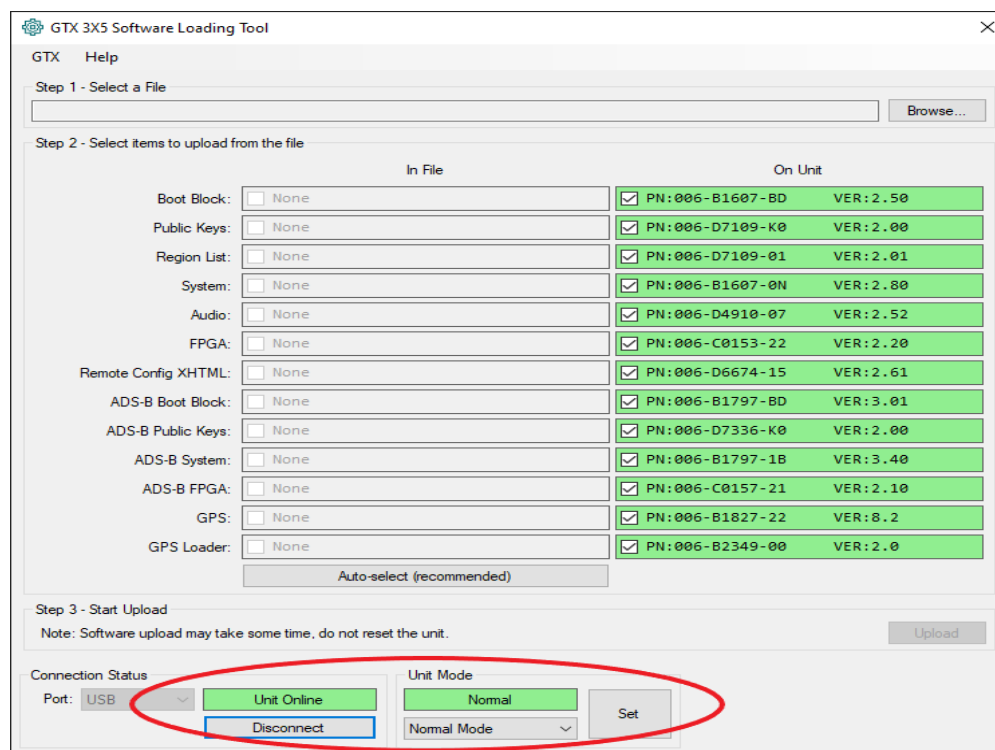 GTX 3X5 Software Loading Tool
GTX Help
Step 1 - Select a File
Browse...
Step 2 - Select items to upload from the file
In File On Unit
Boot Block: None PN:006-B1607-BD VER:2.50
Public Keys: None PN:006-D7109-K0 VER:2.00
Region List: None PN:006-D7109-01 VER:2.01
System: None PN:006-B1607-0N VER:2.80
Audio: None PN:006-D4910-07 VER:2.52
FPGA: None PN:006-C0153-22 VER:2.20
Remote Config XHTML: None PN:006-D6674-15 VER:2.61
ADS-B Boot Block: None PN:006-B1797-BD VER:3.01
ADS-B Public Keys: None PN:006-D7336-K0 VER:2.00
ADS-B System: None PN:006-B1797-1B VER:3.40
ADS-B FPGA: None PN:006-C0157-21 VER:2.10
GPS: None PN:006-B1827-22 VER:8.2
GPS Loader: None PN:006-B2349-00 VER:2.0
Auto-select (recommended)
Step 3 - Start Upload
Note: Software upload may take some time, do not reset the unit. Upload
Connection Status Unit Mode
Port: USB Unit Online Normal
Disconnect Normal Mode Set